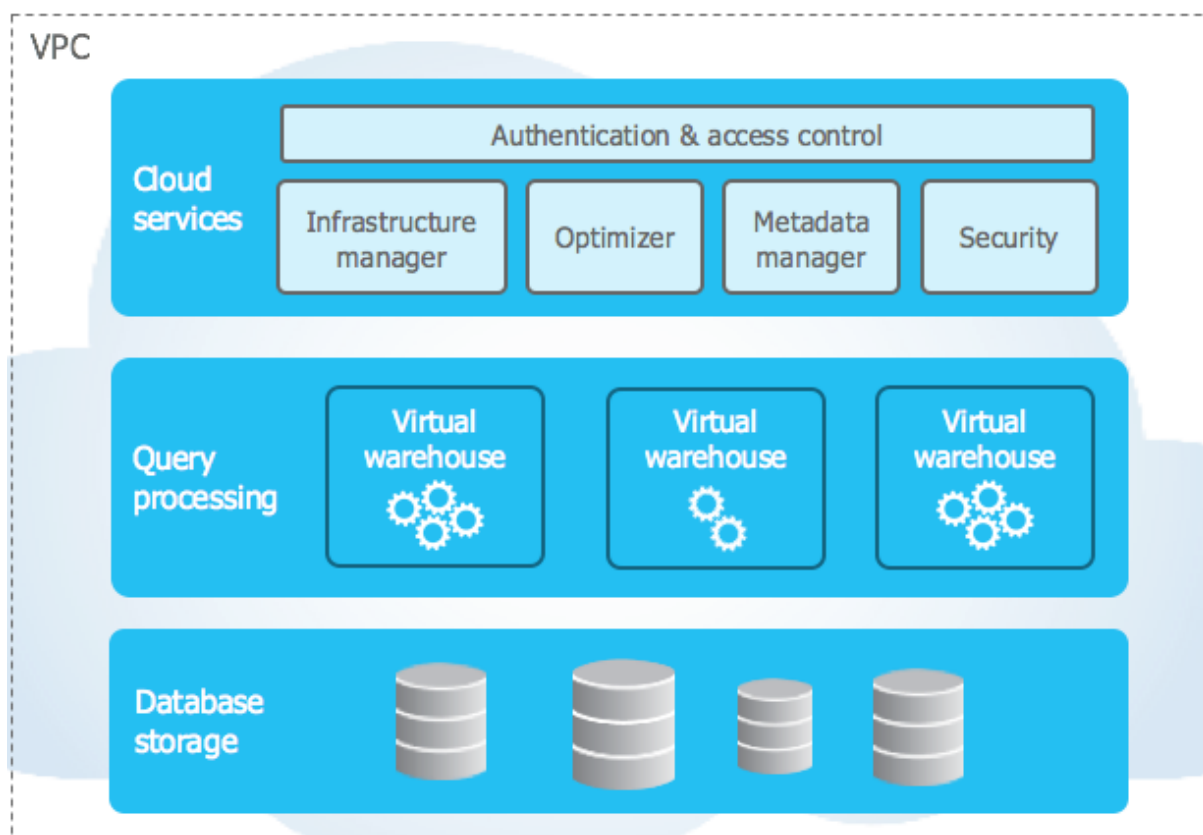 VPC
Authentication & access control
Cloud
services
Infrastructure
manager
Optimizer
Metadata
manager
Security
Query
processing
Virtual
warehouse
Virtual
warehouse
Virtual
warehouse
Database
storage